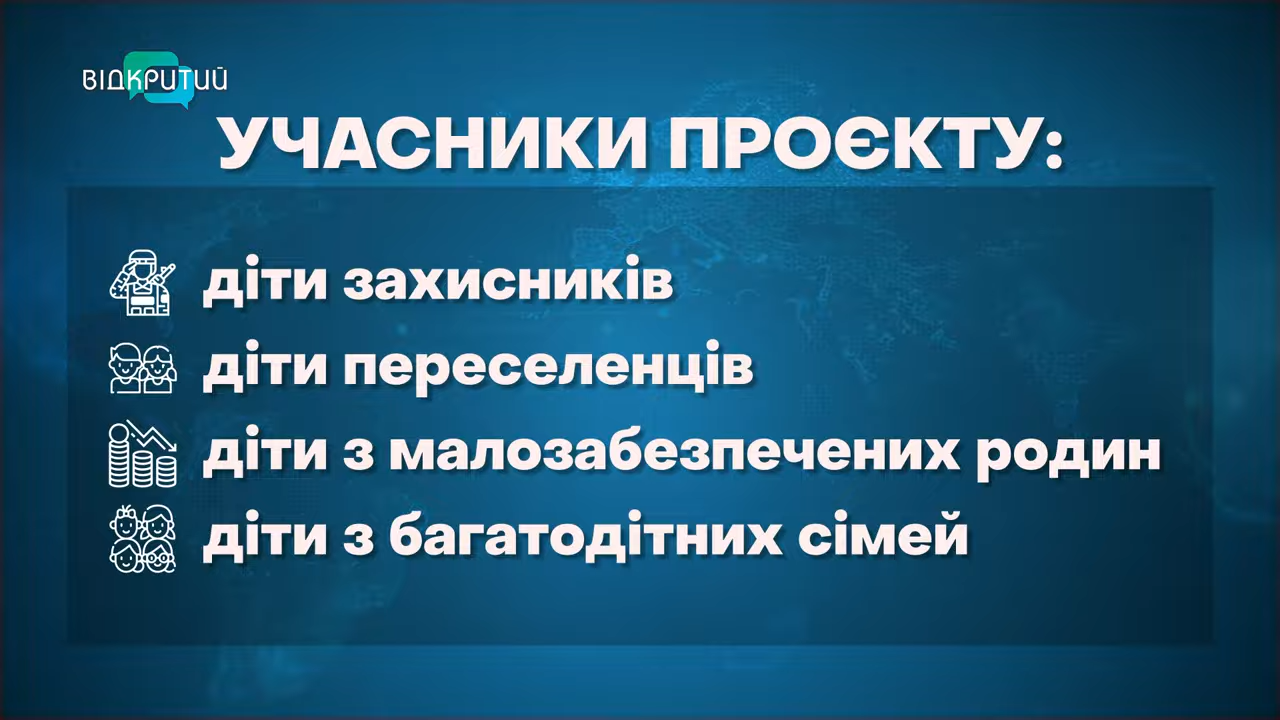 ВІДКРИТИЙ
УЧАСНИКИ ПРОЄКТУ:
діти захисників
діти переселенців
діти з малозабезпечених родин
діти з багатодітних сімей